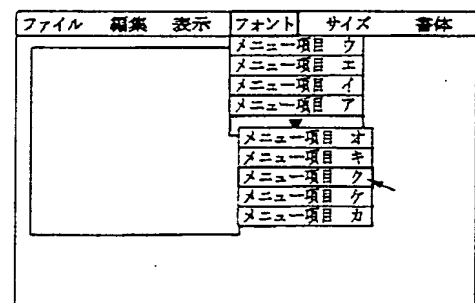 ファイル 編集 表示 フォント サイズ 書体
メニュー項目 ウ
メニュー項目 エ
メニュー項目 イ
メニュー項目 ア
▼
メニュー項目 オ
メニュー項目 キ
メニュー項目 ク
メニュー項目 ケ
メニュー項目 カ